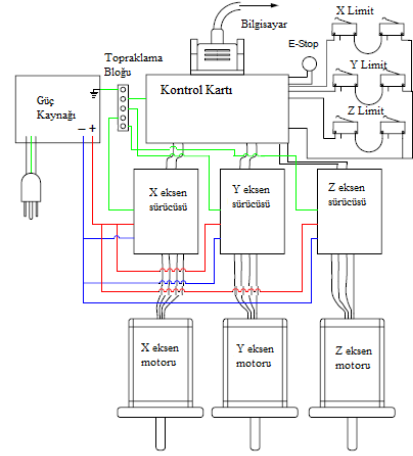 Bilgisayar
X Limit
E-Stop
Topraklama
Bloğu
Y Limit
Güç
Kaynağı
Kontrol Kartı
Z Limit
− +
X eksen
sürücüsü
Y eksen
sürücüsü
Z eksen
sürücüsü
X eksen
motoru
Y eksen
motoru
Z eksen
motoru